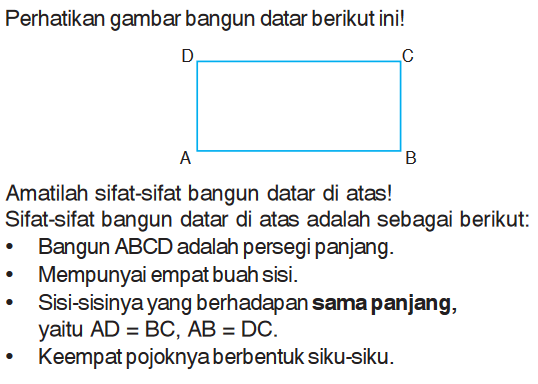 Perhatikan gambar bangun datar berikut ini!
D C
A B
Amatilah sifat-sifat bangun datar di atas!
Sifat-sifat bangun datar di atas adalah sebagai berikut:
• Bangun ABCD adalah persegi panjang.
• Mempunyai empat buah sisi.
• Sisi-sisinya yang berhadapan sama panjang,
yaitu AD = BC, AB = DC.
• Keempat pojoknya berbentuk siku-siku.